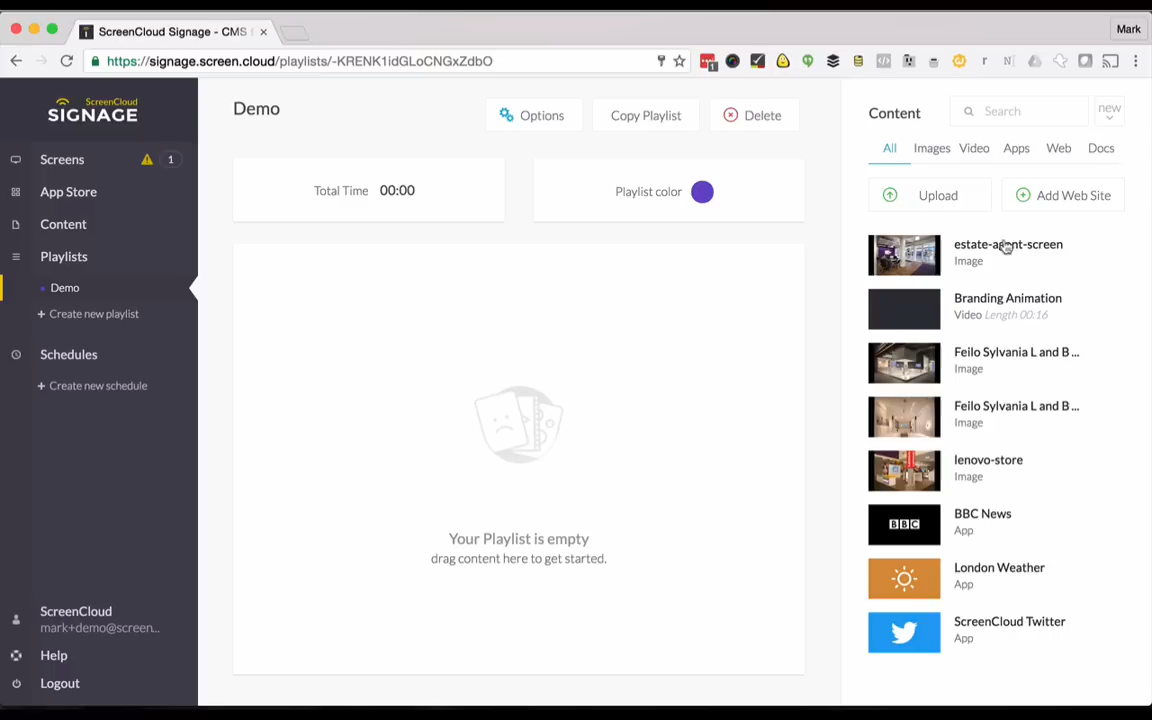 ScreenCloud Signage - CMS
Mark
https://signage.screen.cloud/playlists/-KRENK1idGLoCNGxZdbO
ScreenCloud
SIGNAGE
Screens
1
App Store
Content
Playlists
Demo
+ Create new playlist
Schedules
+ Create new schedule
ScreenCloud
mark+demo@screen...
Help
Logout
Demo
Options
Copy Playlist
Delete
Total Time 00:00
Playlist color
Your Playlist is empty
drag content here to get started.
Content
Search
new
All Images Video Apps Web Docs
Upload
Add Web Site
estate-agent-screen
Image
Branding Animation
Video Length 00:16
Feilo Sylvania L and B ...
Image
Feilo Sylvania L and B ...
Image
lenovo-store
Image
BBC
BBC News
App
London Weather
App
ScreenCloud Twitter
App